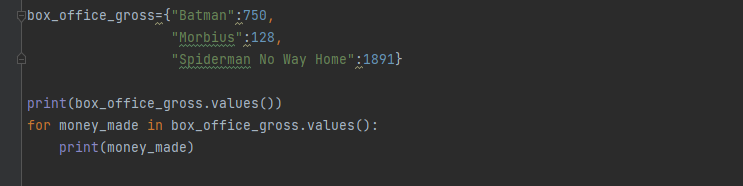 box_office_gross={"Batman":750,
"Morbius":128,
"Spiderman No Way Home":1891}
print(box_office_gross.values())
for money_made in box_office_gross.values():
print(money_made)